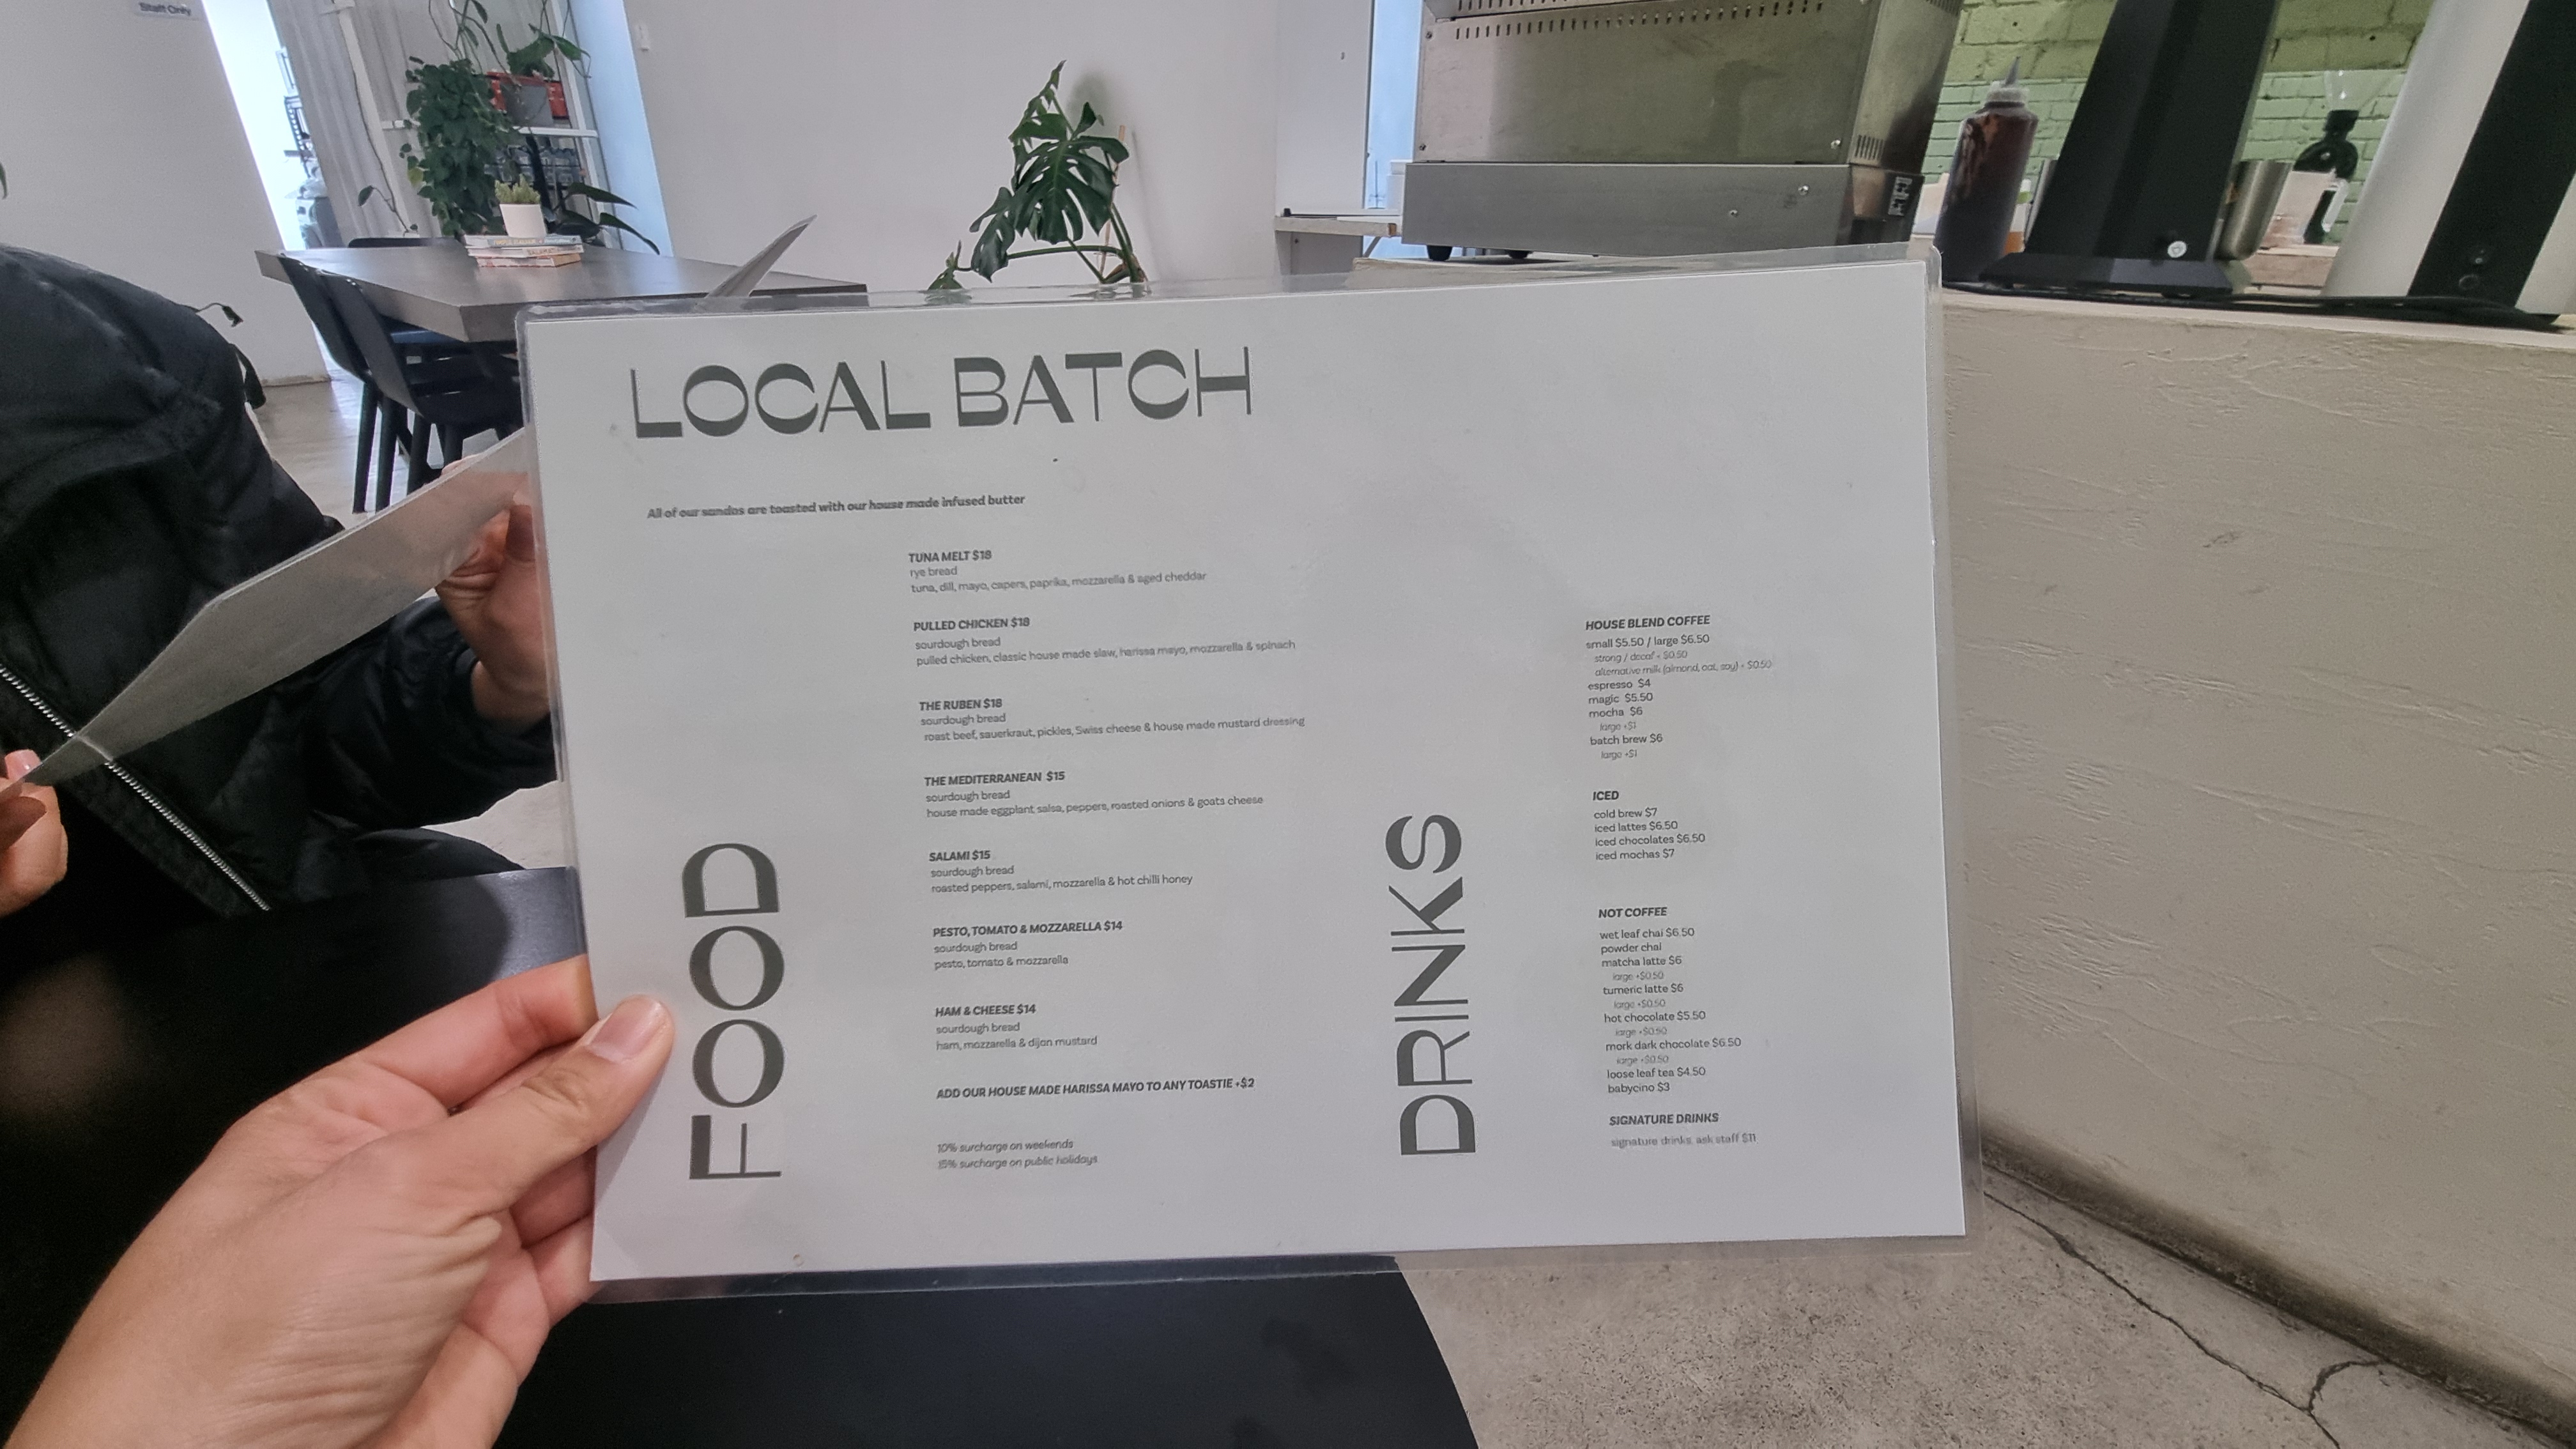 Staff Only
LOCAL BATCH
All of our sandos are toasted with our house made infused butter
FOOD
TUNA MELT $18
rye bread
tuna, dill, mayo, capers, paprika, mozzarella & aged cheddar
PULLED CHICKEN $18
sourdough bread
pulled chicken, classic house made slaw, harissa mayo, mozzarella & spinach
THE RUBEN $18
sourdough bread
roast beef, sauerkraut, pickles, Swiss cheese & house made mustard dressing
THE MEDITERRANEAN $15
sourdough bread
house made eggplant salsa, peppers, roasted onions & goats cheese
SALAMI $15
sourdough bread
roasted peppers, salami, mozzarella & hot chilli honey
PESTO, TOMATO & MOZZARELLA $14
sourdough bread
pesto, tomato & mozzarella
HAM & CHEESE $14
sourdough bread
ham, mozzarella & dijon mustard
ADD OUR HOUSE MADE HARISSA MAYO TO ANY TOASTIE +$2
10% surcharge on weekends
15% surcharge on public holidays
DRINKS
HOUSE BLEND COFFEE
small $5.50 / large $6.50
strong / decaf + $0.50
alternative milk (almond, oat, soy) + $0.50
espresso $4
magic $5.50
mocha $6
large +$1
batch brew $6
large +$1
ICED
cold brew $7
iced lattes $6.50
iced chocolates $6.50
iced mochas $7
NOT COFFEE
wet leaf chai $6.50
powder chai
matcha latte $6
large +$0.50
tumeric latte $6
large +$0.50
hot chocolate $5.50
large +$0.50
mork dark chocolate $6.50
large +$0.50
loose leaf tea $4.50
babycino $3
SIGNATURE DRINKS
signature drinks, ask staff $11